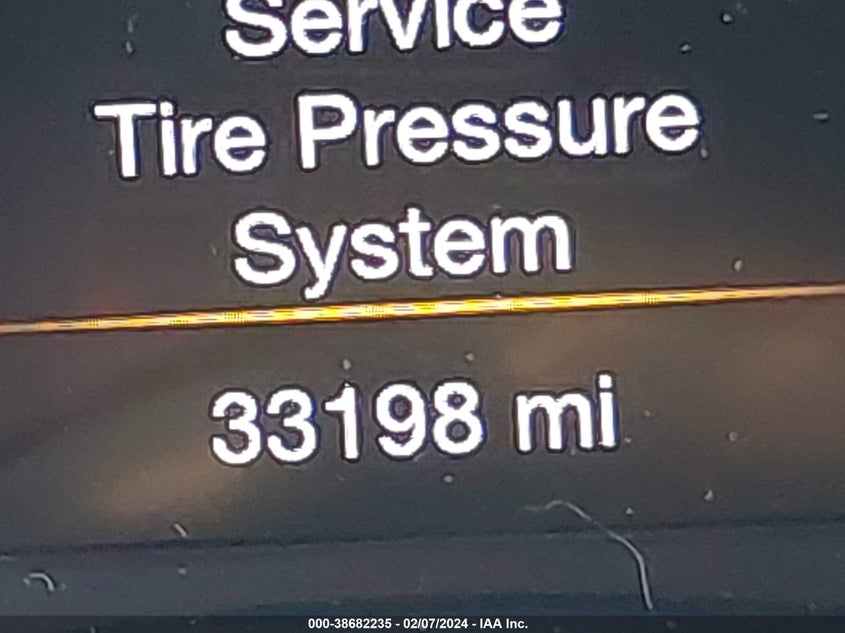 Service
Tire Pressure
System
33198 mi
000-38682235 - 02/07/2024 - IAA Inc.